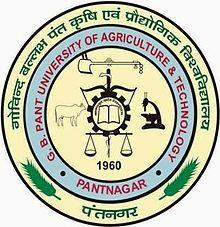 गोविन्द बल्लभ पंत कृषि एवं प्रौद्योगिक विश्वविद्यालय
G. B. PANT UNIVERSITY OF AGRICULTURE & TECHNOLOGY
1960
PANTNAGAR
पंतनगर